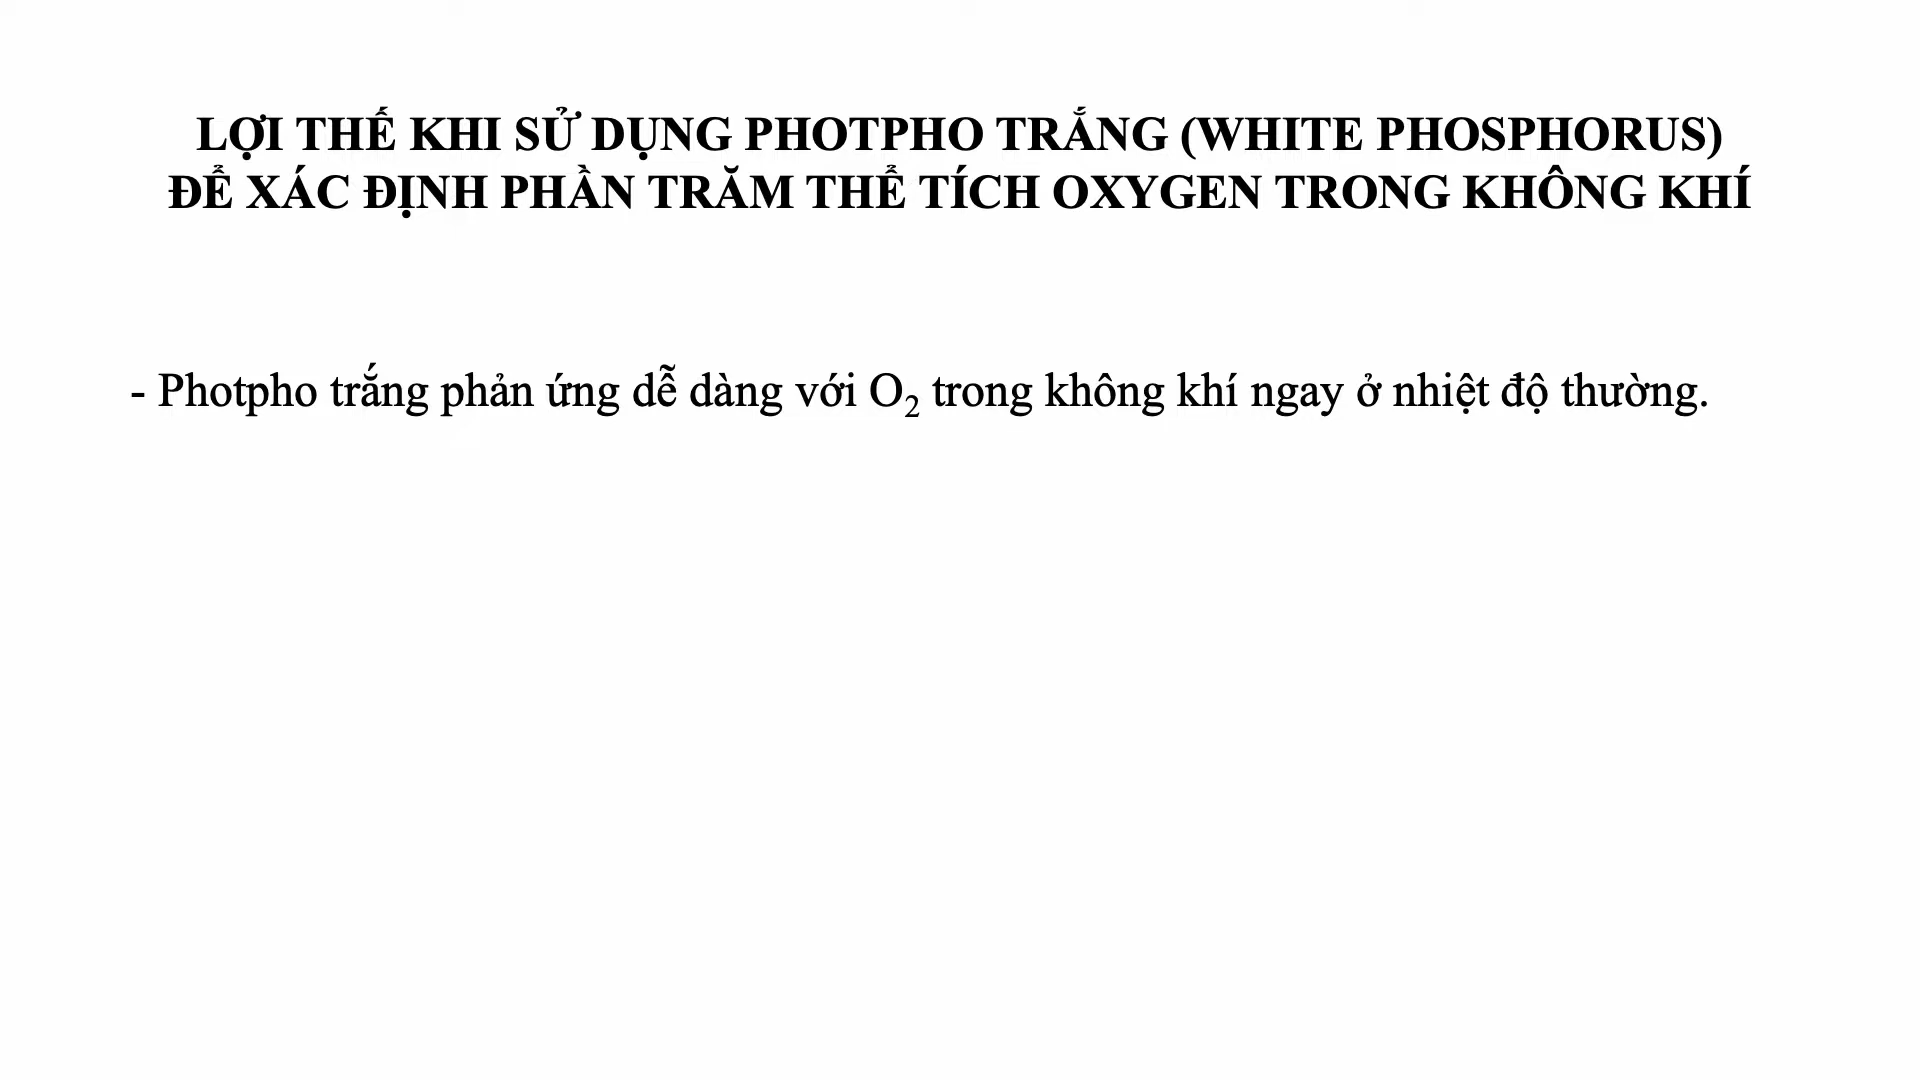 LỢI THẾ KHI SỬ DỤNG PHOTPHO TRẮNG (WHITE PHOSPHORUS)
ĐỂ XÁC ĐỊNH PHẦN TRĂM THỂ TÍCH OXYGEN TRONG KHÔNG KHÍ
- Photpho trắng phản ứng dễ dàng với O₂ trong không khí ngay ở nhiệt độ thường.